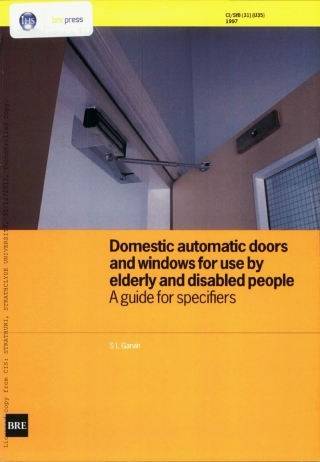 IHS
bre press
CI/SfB (31) (U35)
1997
Domestic automatic doors
and windows for use by
elderly and disabled people
A guide for specifiers
S L Garvin
BRE